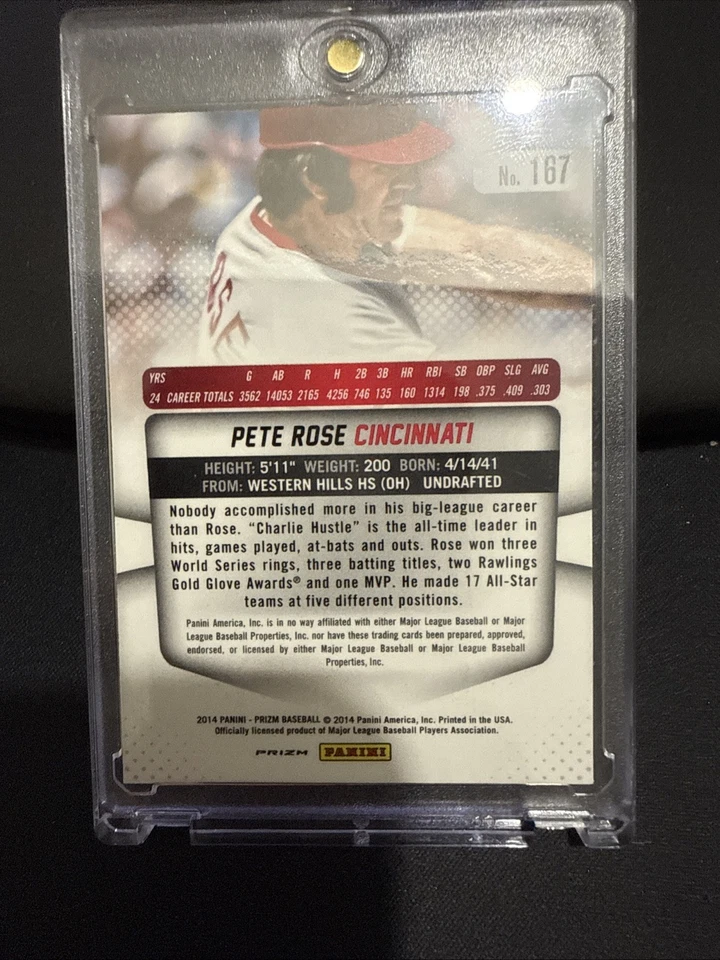 No. 167
ROSE
YRS G AB R H 2B 3B HR RBI SB OBP SLG AVG
24 CAREER TOTALS 3562 14053 2165 4256 746 135 160 1314 198 .375 .409 .303
PETE ROSE CINCINNATI
HEIGHT: 5'11" WEIGHT: 200 BORN: 4/14/41
FROM: WESTERN HILLS HS (OH) UNDRAFTED
Nobody accomplished more in his big-league career
than Rose. "Charlie Hustle" is the all-time leader in
hits, games played, at-bats and outs. Rose won three
World Series rings, three batting titles, two Rawlings
Gold Glove Awards® and one MVP. He made 17 All-Star
teams at five different positions.
Panini America, Inc. is in no way affiliated with either Major League Baseball or Major
League Baseball Properties, Inc. nor have these trading cards been prepared, approved,
endorsed, or licensed by either Major League Baseball or Major League Baseball
Properties, Inc.
2014 PANINI - PRIZM BASEBALL © 2014 Panini America, Inc. Printed in the USA.
Officially licensed product of Major League Baseball Players Association.
PRIZM PANINI